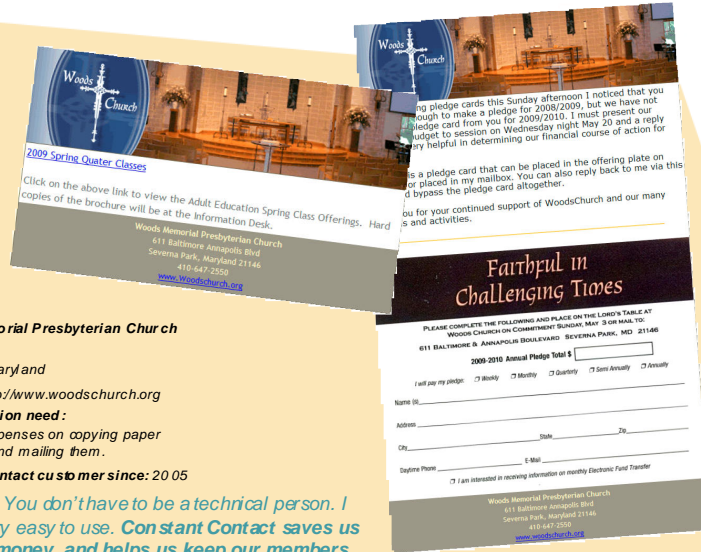 Woods
Church
2009 Spring Quater Classes
Click on the above link to view the Adult Education Spring Class Offerings. Hard
copies of the brochure will be at the Information Desk.
Woods Memorial Presbyterian Church
611 Baltimore Annapolis Blvd
Severna Park, Maryland 21146
410-647-2550
www.Woodschurch.org
Woods
Church
pledge cards this Sunday afternoon I noticed that you
enough to make a pledge for 2008/2009, but we have not
pledge card from you for 2009/2010. I must present our
budget to session on Wednesday night May 20 and a reply
very helpful in determining our financial course of action for
is a pledge card that can be placed in the offering plate on
or placed in my mailbox. You can also reply back to me via this
bypass the pledge card altogether.
you for your continued support of WoodsChurch and our many
and activities.
Faithful in
Challenging Times
PLEASE COMPLETE THE FOLLOWING AND PLACE ON THE LORD'S TABLE AT
WOODS CHURCH ON COMMITMENT SUNDAY, MAY 3 OR MAIL TO:
611 BALTIMORE & ANNAPOLIS BOULEVARD SEVERNA PARK, MD 21146
2009-2010 Annual Pledge Total $
I will pay my pledge: Weekly Monthly Quarterly Semi Annually Annually
Name (s)
Address
City State Zip
Daytime Phone E-Mail
I am interested in receiving information on monthly Electronic Fund Transfer
Woods Memorial Presbyterian Church
611 Baltimore Annapolis Blvd
Severna Park, Maryland 21146
410-647-2550
www.woodschurch.org
orial Presbyterian Church
aryland
://www.woodschurch.org
ion need:
penses on copying paper
nd mailing them.
ntact customer since: 2005
You don't have to be a technical person. I
y easy to use. Constant Contact saves us
money, and helps us keep our members